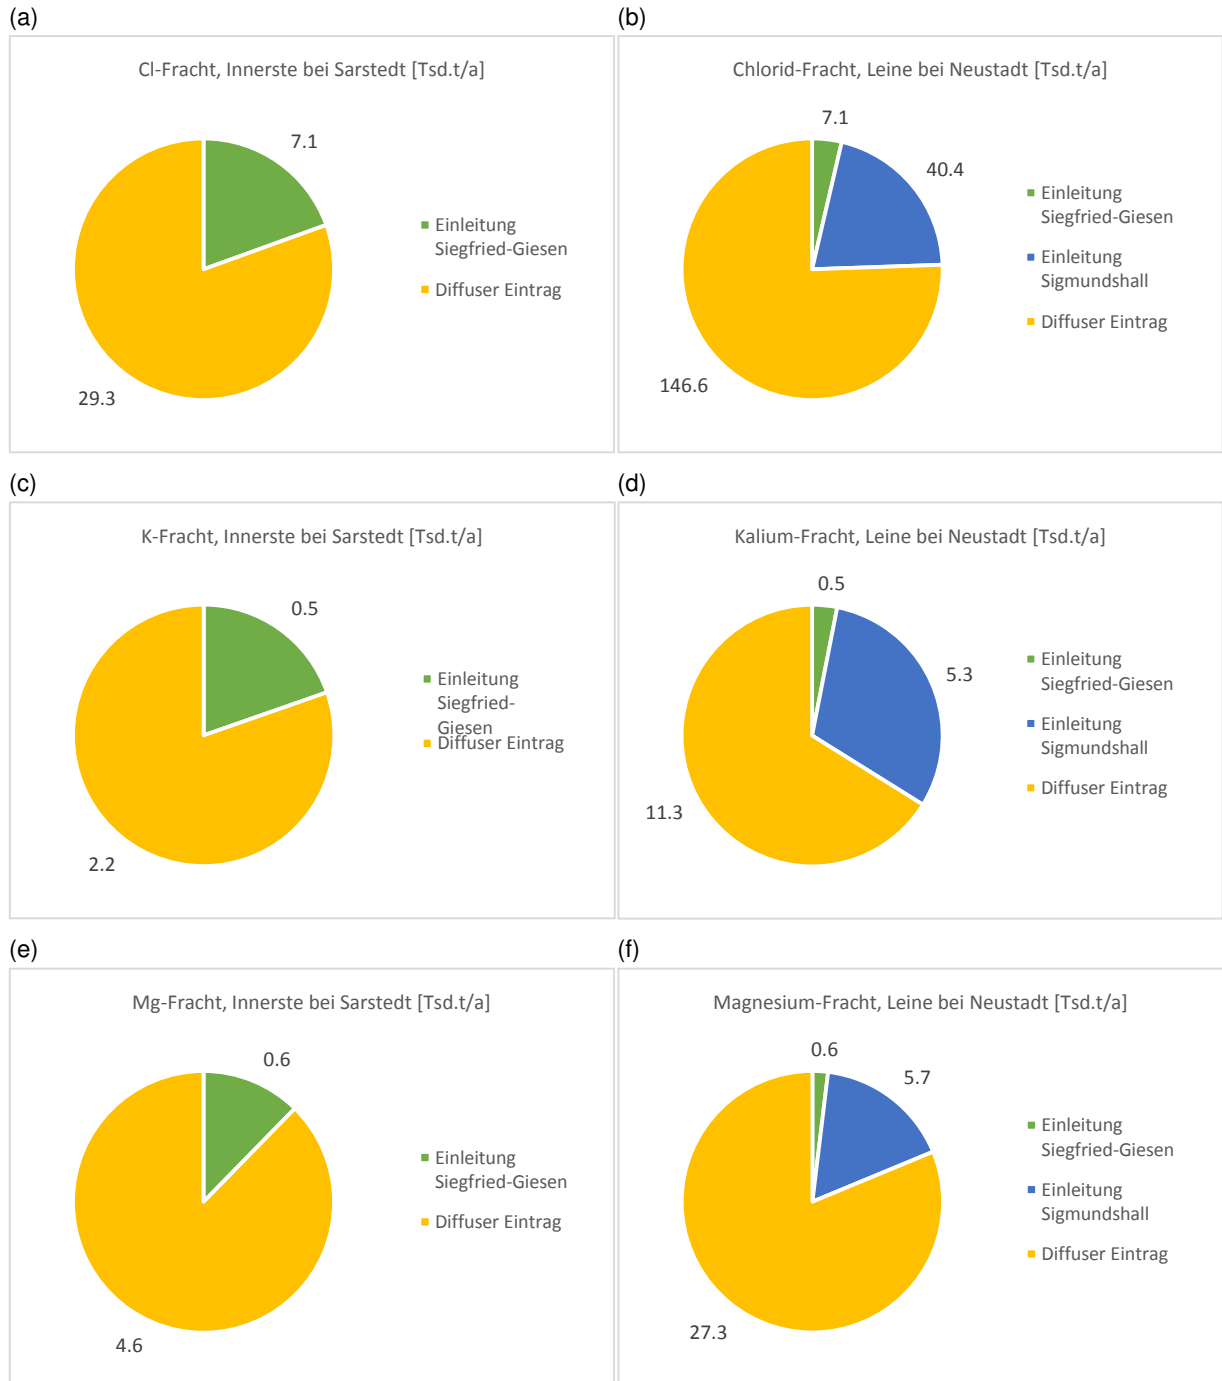 (a)
Cl-Fracht, Innerste bei Sarstedt [Tsd.t/a]
7.1
29.3
Einleitung
Siegfried-Giesen
Diffuser Eintrag
(b)
Chlorid-Fracht, Leine bei Neustadt [Tsd.t/a]
7.1
40.4
146.6
Einleitung
Siegfried-Giesen
Einleitung
Sigmundshall
Diffuser Eintrag
(c)
K-Fracht, Innerste bei Sarstedt [Tsd.t/a]
0.5
2.2
Einleitung
Siegfried-
Giesen
Diffuser Eintrag
(d)
Kalium-Fracht, Leine bei Neustadt [Tsd.t/a]
0.5
5.3
11.3
Einleitung
Siegfried-Giesen
Einleitung
Sigmundshall
Diffuser Eintrag
(e)
Mg-Fracht, Innerste bei Sarstedt [Tsd.t/a]
0.6
4.6
Einleitung
Siegfried-Giesen
Diffuser Eintrag
(f)
Magnesium-Fracht, Leine bei Neustadt [Tsd.t/a]
0.6
5.7
27.3
Einleitung
Siegfried-Giesen
Einleitung
Sigmundshall
Diffuser Eintrag